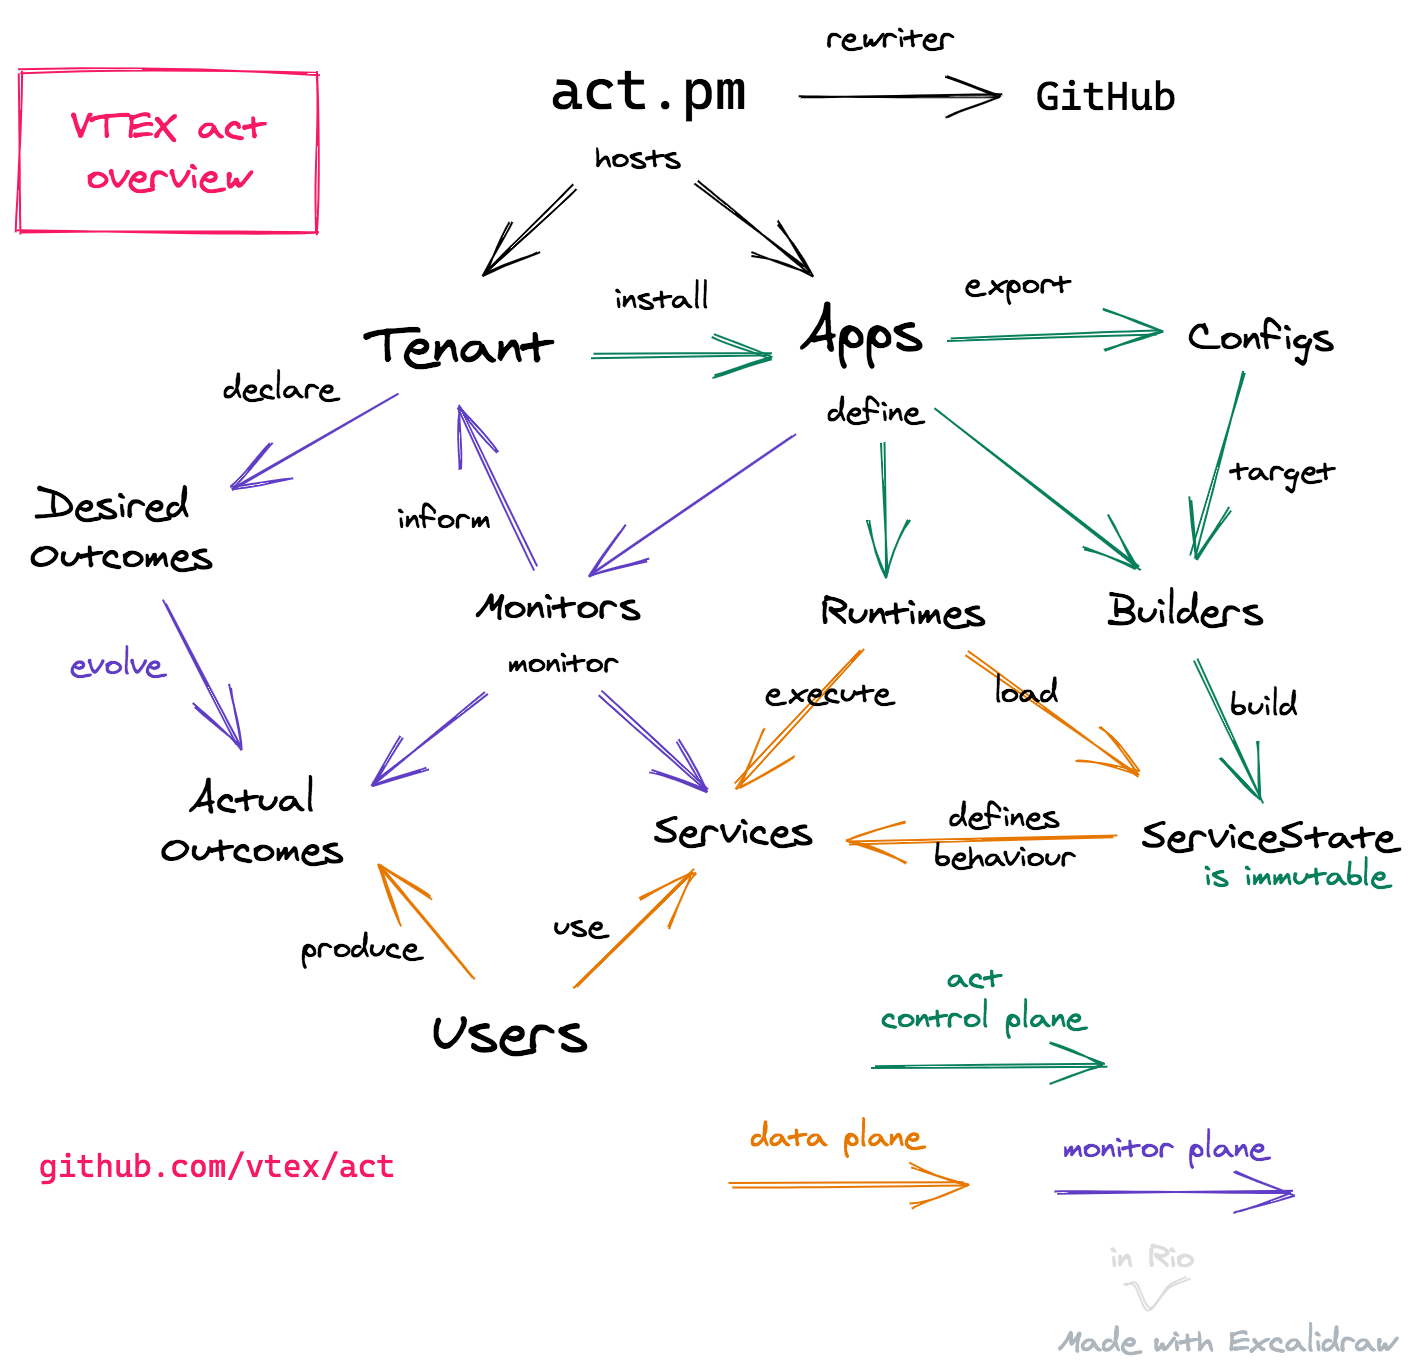 rewriter
act.pm
GitHub
VTEX act
overview
hosts
install
export
Tenant
Apps
Configs
declare
define
target
Desired
Outcomes
inform
Monitors
Runtimes
Builders
evolve
monitor
execute
load
build
Actual
Outcomes
Services
defines
behaviour
ServiceState
is immutable
produce
use
Users
act
control plane
data plane
monitor plane
github.com/vtex/act
in Rio
Made with Excalidraw